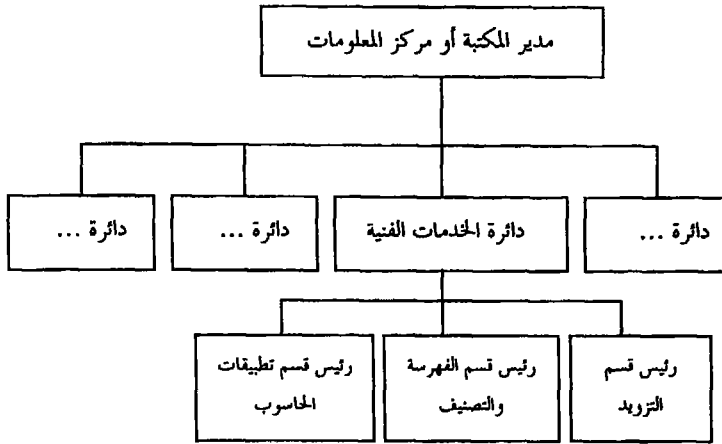 مدير المكتبة أو مركز المعلومات
دائرة ...
دائرة الخدمات الفنية
دائرة ...
دائرة ...
رئيس قسم
التزويد
رئيس قسم الفهرسة
والتصنيف
رئيس قسم تطبيقات
الحاسوب